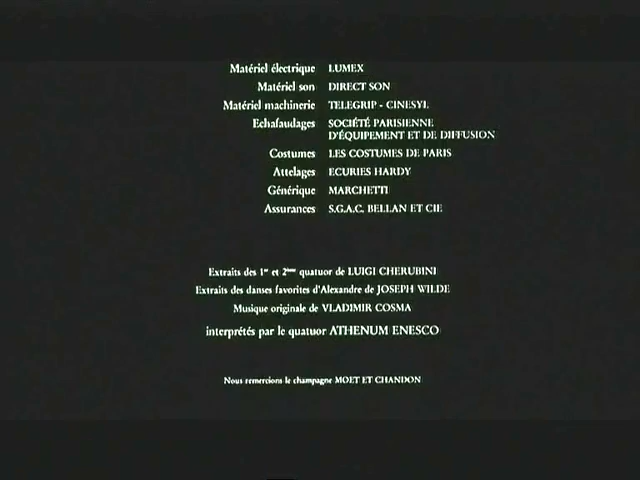 Matériel électrique LUMEX
Matériel son DIRECT SON
Matériel machinerie TELEGRIP - CINESYL
Echafaudages SOCIÉTÉ PARISIENNE
D'ÉQUIPEMENT ET DE DIFFUSION
Costumes LES COSTUMES DE PARIS
Attelages ECURIES HARDY
Générique MARCHETTI
Assurances S.G.A.C. BELLAN ET CIE
Extraits des 1er et 2ème quatuor de LUIGI CHERUBINI
Extraits des danses favorites d'Alexandre de JOSEPH WILDE
Musique originale de VLADIMIR COSMA
interprétés par le quatuor ATHENUM ENESCO
Nous remercions le champagne MOET ET CHANDON